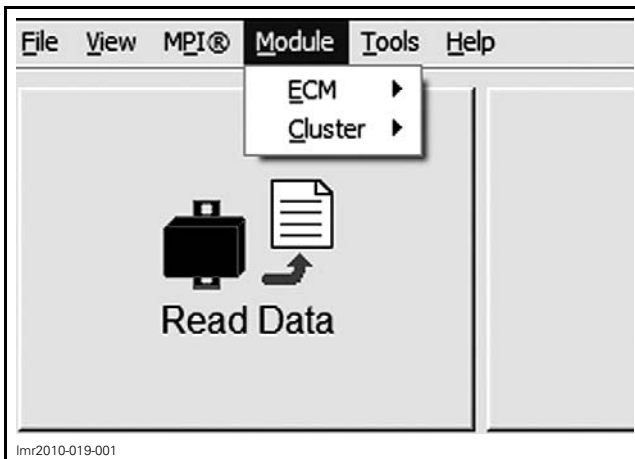 File View MPI® Module Tools Help
ECM
Cluster
Read Data
lmr2010-019-001